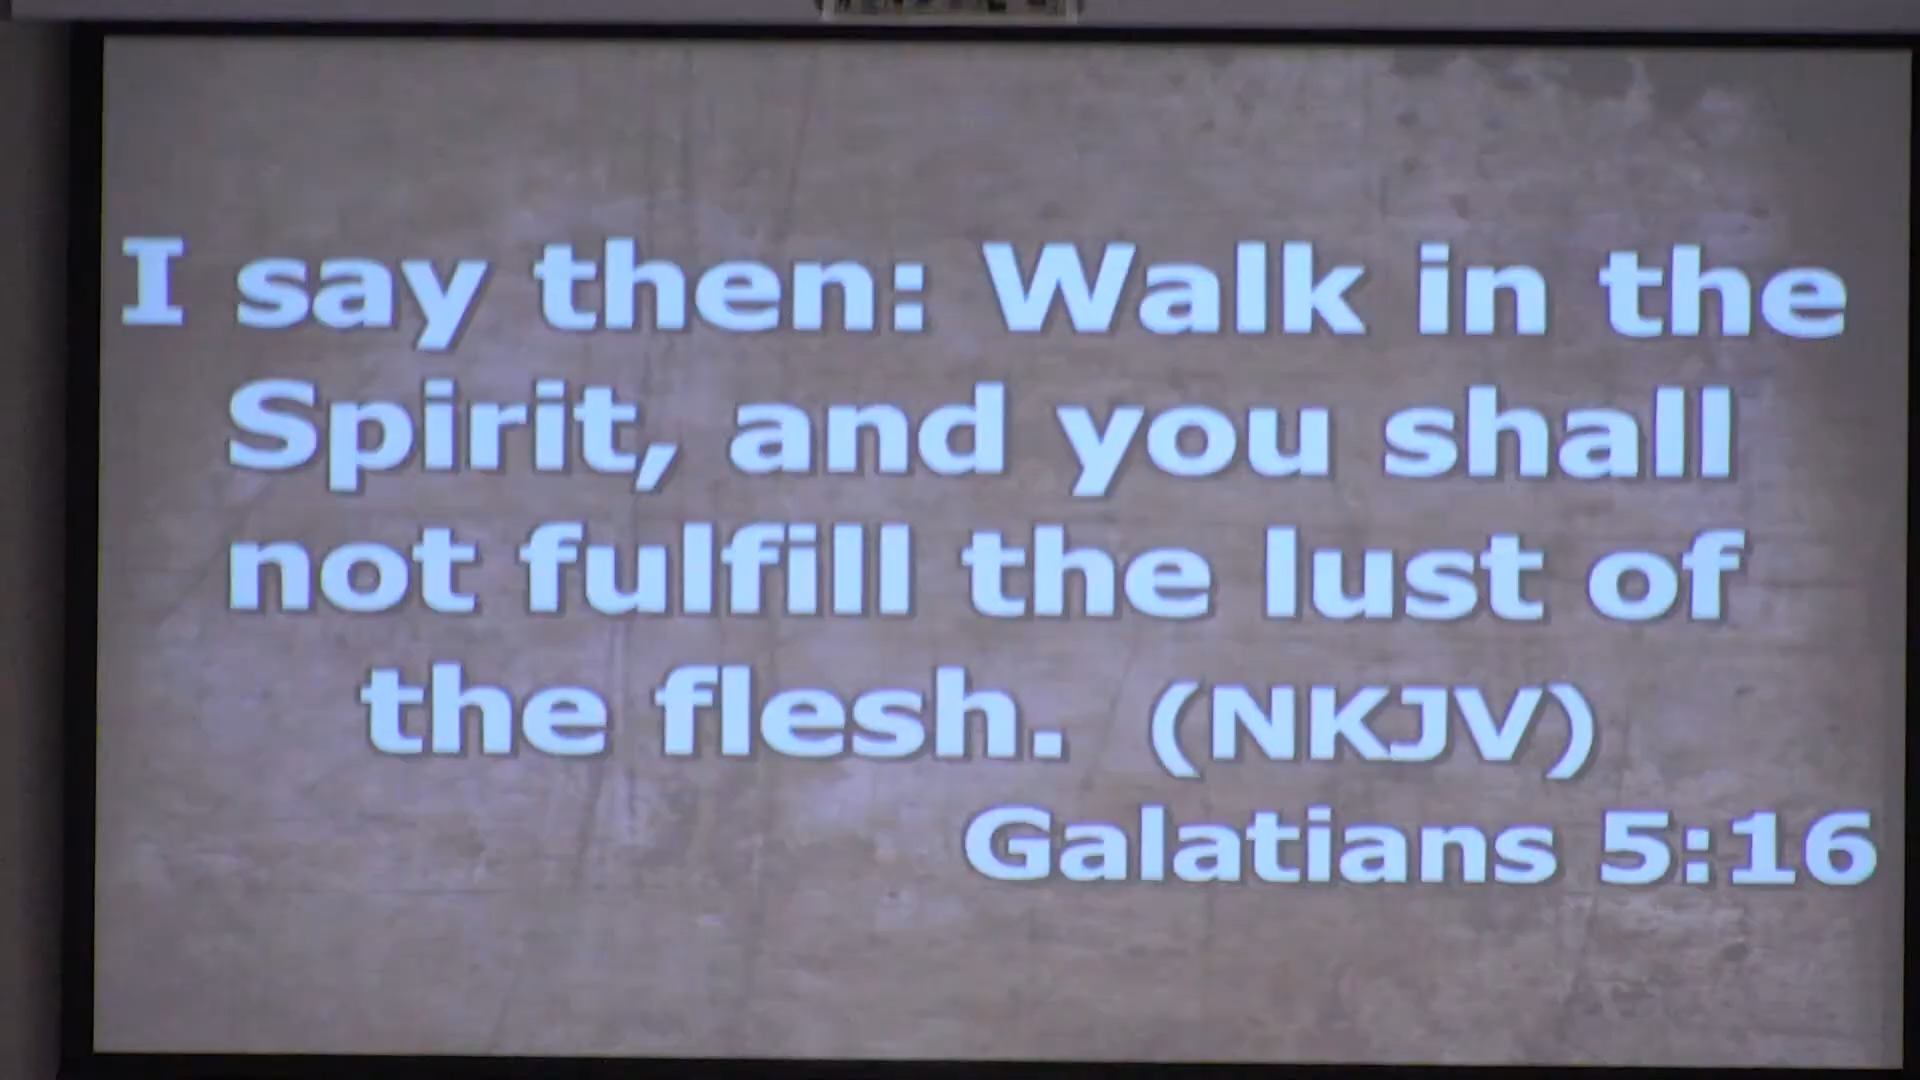 I say then: Walk in the
Spirit, and you shall
not fulfill the lust of
the flesh. (NKJV)
Galatians 5:16